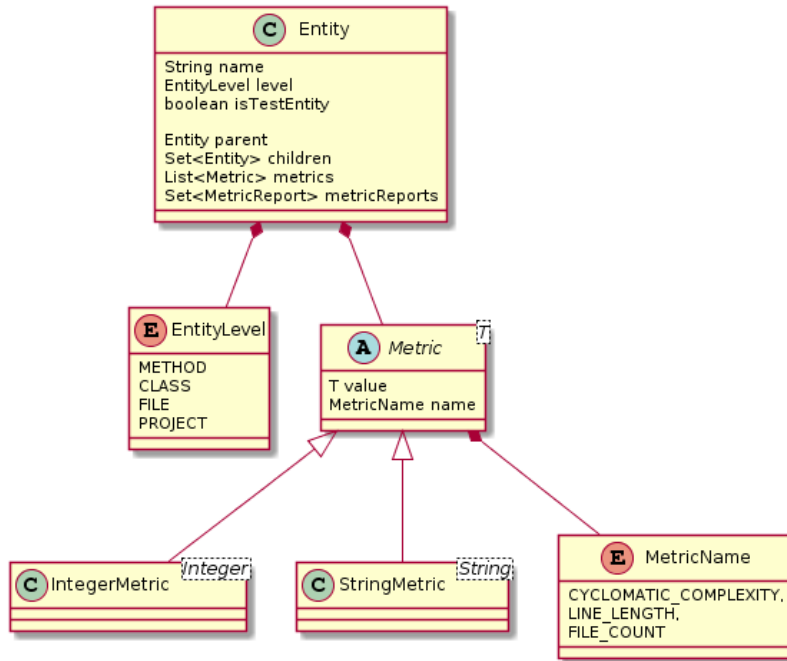 C Entity
String name
EntityLevel level
boolean isTestEntity
Entity parent
Set<Entity> children
List<Metric> metrics
Set<MetricReport> metricReports
E EntityLevel
METHOD
CLASS
FILE
PROJECT
T
A Metric
T value
MetricName name
Integer
C IntegerMetric
String
C StringMetric
E MetricName
CYCLOMATIC_COMPLEXITY,
LINE_LENGTH,
FILE_COUNT